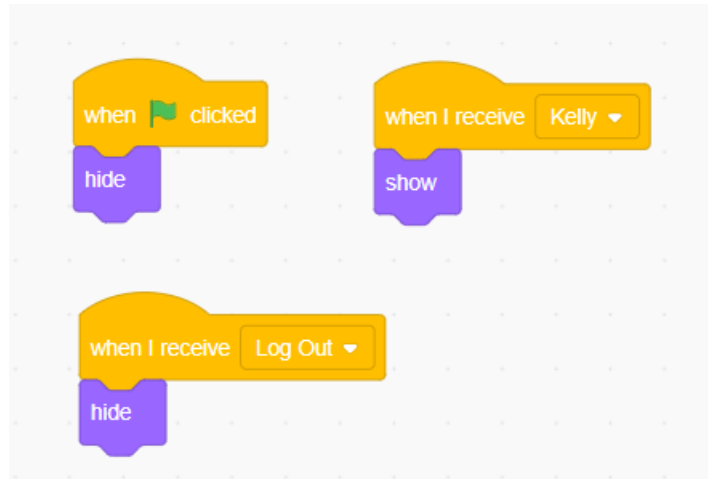 when clicked
hide
when I receive Kelly
show
when I receive Log Out
hide